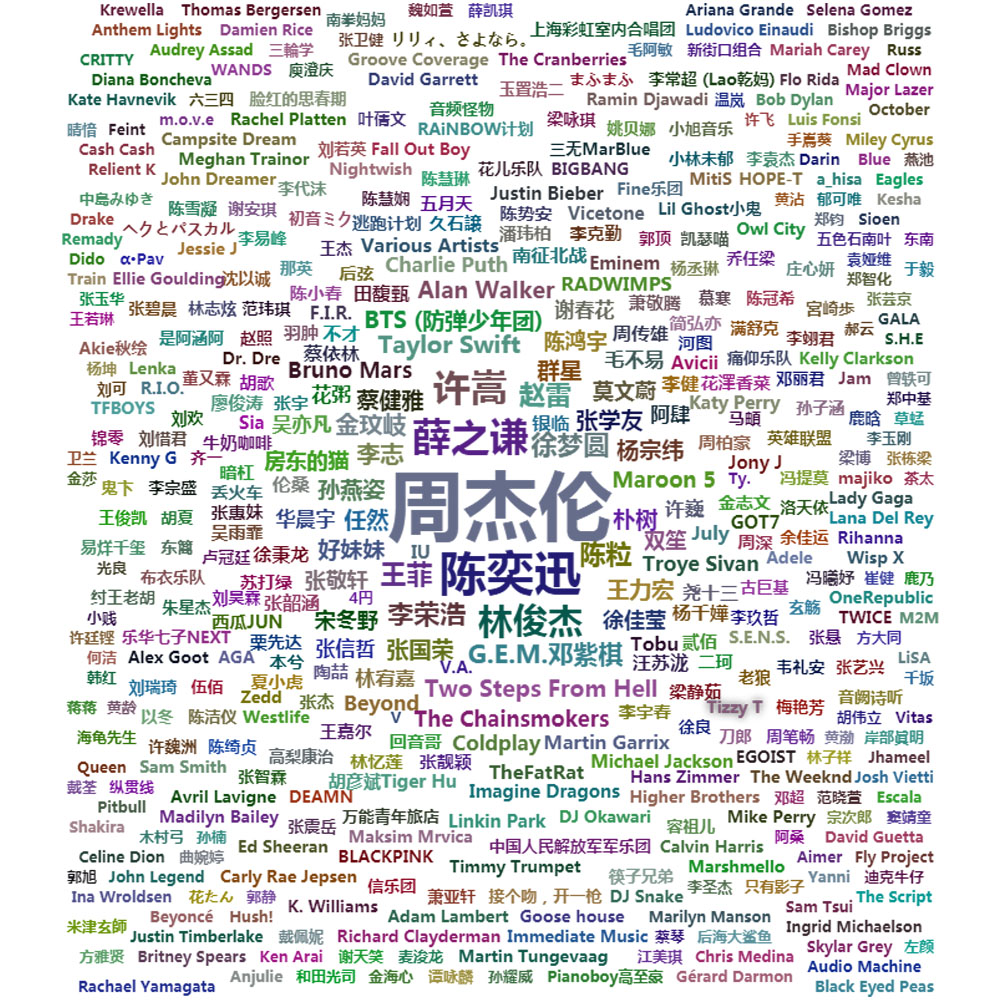 Krewella Thomas Bergersen 魏如萱 薛凯琪 Ariana Grande Selena Gomez
Anthem Lights Damien Rice 南拳妈妈 上海彩虹室内合唱团 Ludovico Einaudi Bishop Briggs
张卫健 リリィ、さよなら。
CRITTY Audrey Assad 三輪学 Groove Coverage The Cranberries 毛阿敏 新街口组合 Mariah Carey Russ
Diana Boncheva WANDS 庾澄庆 David Garrett まふまふ 李常超 (Lao乾妈) Flo Rida Mad Clown
Kate Havnevik 六三四 脸红的思春期 玉置浩二 Ramin Djawadi 温岚 Bob Dylan Major Lazer
m.o.v.e Rachel Platten 叶蒨文 音频怪物 梁咏琪 姚贝娜 小旭音乐 许飞 Luis Fonsi October
晴愔 Feint Campsite Dream RAiNBOW计划 手嶌葵 Miley Cyrus
Cash Cash Meghan Trainor 刘若英 Fall Out Boy 三无MarBlue 小林未郁 李袁杰 Darin Blue 燕池
Relient K John Dreamer Nightwish 陈慧琳 花儿乐队 BIGBANG MitiS HOPE-T a_hisa Eagles
中島みゆき 李代沫 陈慧娴 五月天 Justin Bieber Fine乐团 黄沾 郁可唯 Kesha
Drake 陈雪凝 谢安琪 初音ミク 逃跑计划 久石譲 陈势安 Vicetone Lil Ghost小鬼 郑钧 Sioen
Remady ヘクとパスカル 李易峰 潘玮柏 李克勤 郭顶 凯瑟喵 Owl City 五色石南叶 东南
Dido α·Pav Jessie J 王杰 Various Artists 南征北战 Eminem 杨丞琳 乔任梁 庄心妍 袁娅维 于毅
Train Ellie Goulding 沈以诚 那英 后弦 Charlie Puth RADWIMPS 郑智化
张玉华 张碧晨 林志炫 范玮琪 陈小春 田馥甄 Alan Walker 谢春花 萧敬腾 慕寒 陈冠希 宮崎歩 张芸京
王若琳 是阿涵阿 赵照 羽肿 F.I.R. 不才 BTS (防弹少年团) 陈鸿宇 周传雄 简弘亦 满舒克 李翊君 郝云 GALA
Akie秋绘 Dr. Dre 蔡依林 Taylor Swift 毛不易 河图 S.H.E
杨坤 Lenka 董又霖 胡歌 Bruno Mars 群星 Avicii 痛仰乐队 Kelly Clarkson
刘可 R.I.O. 花粥 蔡健雅 许嵩 赵雷 莫文蔚 李健 花澤香菜 邓丽君 Jam 曾轶可
TFBOYS 廖俊涛 张宇 Katy Perry 孙子涵 郑中基
刘欢 Sia 吴亦凡 金玟岐 薛之谦 银临 张学友 阿肆 马頔 鹿晗 草蜢
锦零 刘惜君 牛奶咖啡 徐梦圆 杨宗纬 周柏豪 英雄联盟 李玉刚
卫兰 Kenny G 齐一 房东的猫 李志 Jony J 梁博 张栋梁
金莎 鬼卞 李宗盛 暗杠 丢火车 伦桑 孙燕姿 周杰伦 Maroon 5 Ty. 冯提莫 majiko 茶太
王俊凯 胡夏 张惠妹 华晨宇 任然 朴树 许巍 金志文 洛天依 Lady Gaga
易烊千玺 东篱 吴雨霏 双笙 July GOT7 Lana Del Rey
光良 卢冠廷 徐秉龙 好妹妹 IU 陈奕迅 陈粒 周深 余佳运 Rihanna
布衣乐队 苏打绿 张敬轩 王菲 Troye Sivan Adele Wisp X
纣王老胡 刘昊霖 张韶涵 4円 王力宏 尧十三 古巨基 冯曦妤 崔健 鹿乃
小贱 朱星杰 西瓜JUN 宋冬野 李荣浩 林俊杰 徐佳莹 杨千嬅 李玖哲 玄觞 OneRepublic
许廷铿 乐华七子NEXT 栗先达 张信哲 张国荣 G.E.M.邓紫棋 Tobu 贰佰 S.E.N.S. 张悬 TWICE M2M
何洁 Alex Goot AGA 本兮 V.A. 汪苏泷 二珂 韦礼安 方大同 LiSA
韩红 刘瑞琦 伍佰 夏小虎 陶喆 林宥嘉 Two Steps From Hell 梁静茹 老狼 张艺兴 千坂
蒋蒋 黄龄 以冬 陈洁仪 Zedd 张杰 Beyond 李宇春 Tizzy T 梅艳芳 音阙诗听
Westlife V The Chainsmokers 徐良 胡伟立 Vitas
海龟先生 许魏洲 陈绮贞 王嘉尔 回音哥 Coldplay Martin Garrix 刀郎 周笔畅 黄渤 岸部眞明
Queen Sam Smith 高梨康治 林忆莲 张靓颖 Michael Jackson EGOIST 林子祥 Jhameel
戴荃 纵贯线 张智霖 胡彦斌Tiger Hu TheFatRat Hans Zimmer The Weeknd Josh Vietti
Pitbull Avril Lavigne DEAMN Imagine Dragons Higher Brothers 邓超 范晓萱 Escala
Shakira Madilyn Bailey 张震岳 万能青年旅店 Linkin Park DJ Okawari 容祖儿 Mike Perry 宗次郎 窦靖童
木村弓 孙楠 Ed Sheeran Maksim Mrvica 中国人民解放军军乐团 Calvin Harris 阿桑 David Guetta
Celine Dion 曲婉婷 BLACKPINK Timmy Trumpet Marshmello Aimer Fly Project
郭旭 John Legend Carly Rae Jepsen 信乐团 筷子兄弟 李圣杰 只有影子 Yanni 迪克牛仔
Ina Wroldsen 花たん 郭静 K. Williams 萧亚轩 接个吻，开一枪 DJ Snake Sam Tsui The Script
米津玄師 Beyoncé Hush! Adam Lambert Goose house Marilyn Manson Ingrid Michaelson
Justin Timberlake 戴佩妮 Richard Clayderman Immediate Music 蔡琴 后海大鲨鱼 Skylar Grey 左颜
方雅贤 Britney Spears Ken Arai 谢天笑 麦浚龙 Martin Tungevaag 江美琪 Chris Medina
Rachael Yamagata Anjulie 和田光司 金海心 谭咏麟 孙耀威 Pianoboy高至豪 Gérard Darmon Audio Machine
Black Eyed Peas